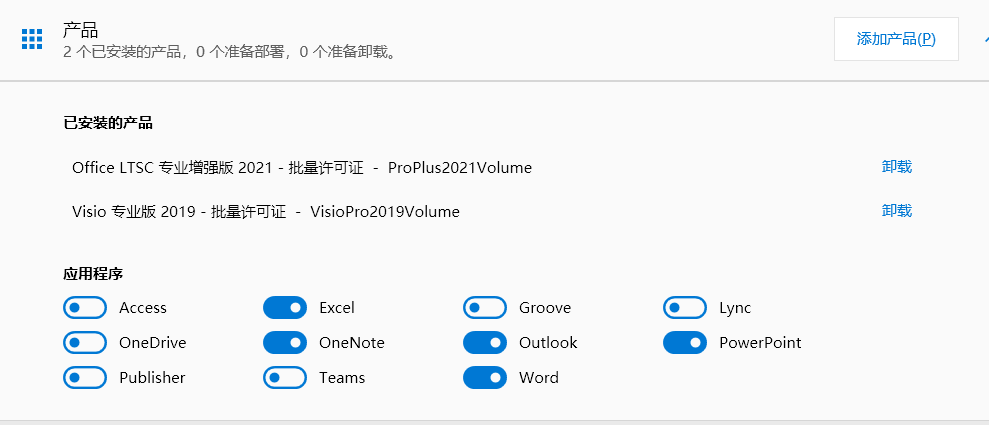 产品
2 个已安装的产品，0 个准备部署，0 个准备卸载。
添加产品(P)
已安装的产品
Office LTSC 专业增强版 2021 - 批量许可证 - ProPlus2021Volume 卸载
Visio 专业版 2019 - 批量许可证 - VisioPro2019Volume 卸载
应用程序
Access Excel Groove Lync
OneDrive OneNote Outlook PowerPoint
Publisher Teams Word